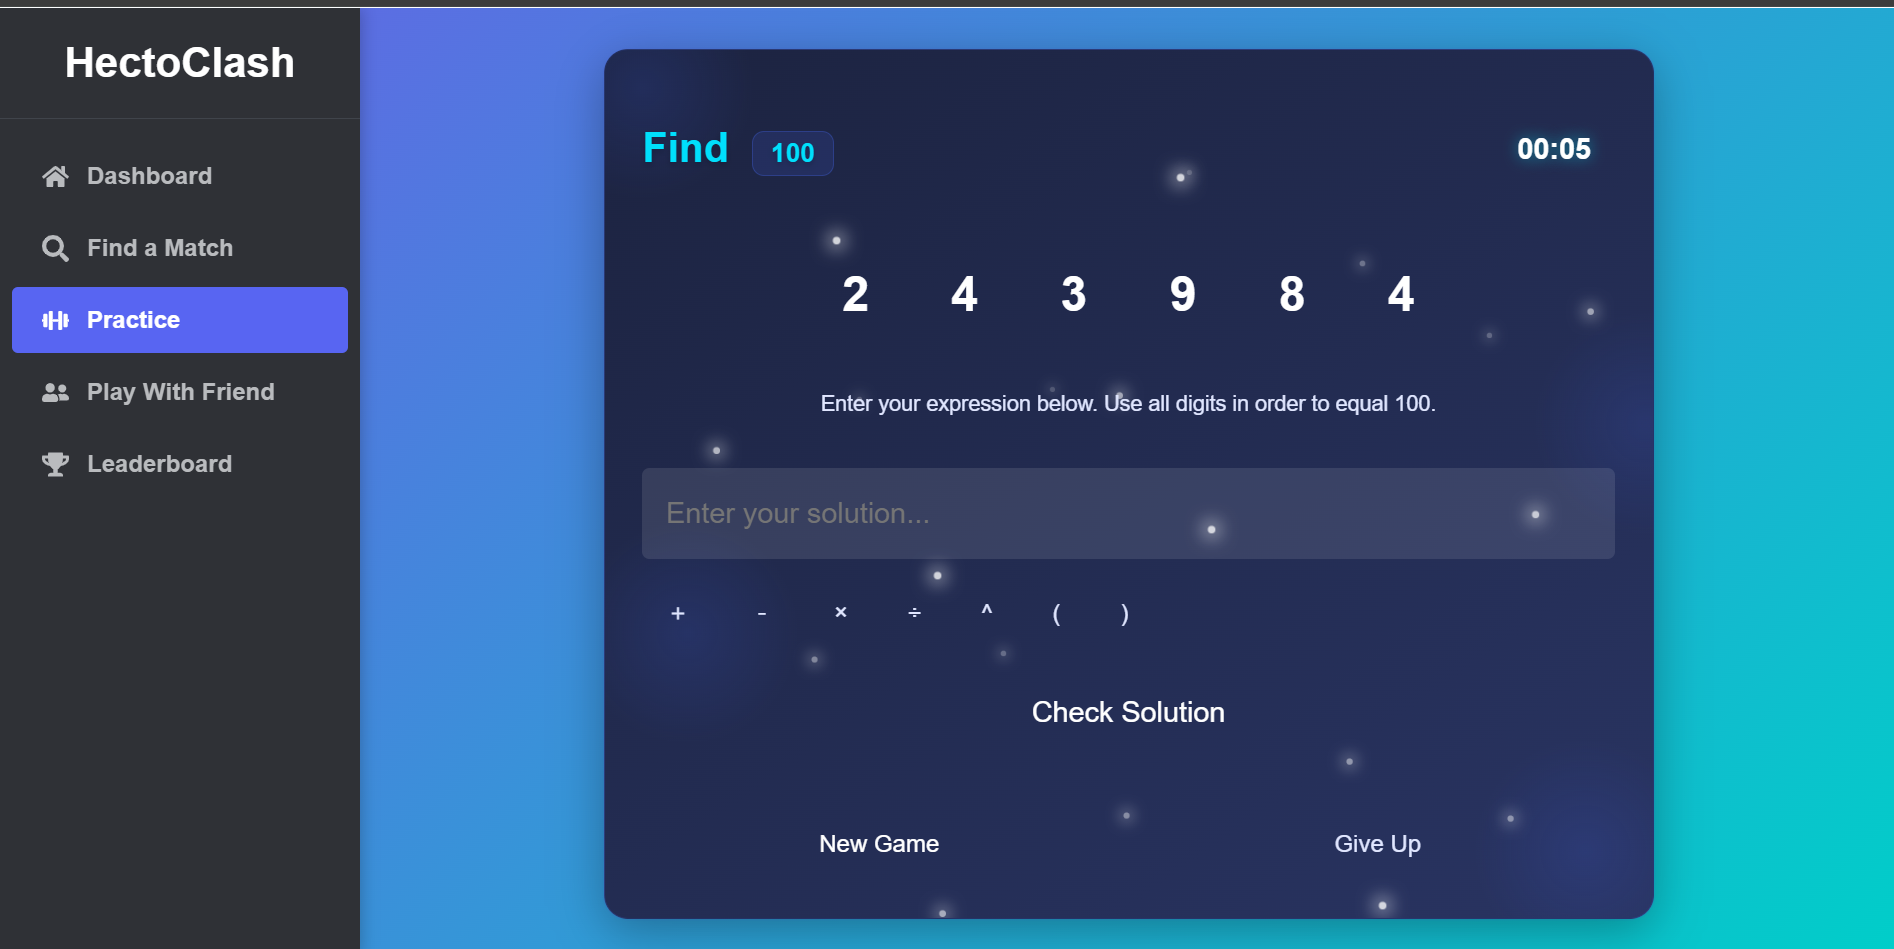 HectoClash
Dashboard
Find a Match
Practice
Play With Friend
Leaderboard
Find 100
00:05
2 4 3 9 8 4
Enter your expression below. Use all digits in order to equal 100.
Enter your solution...
+ - × ÷ ^ ( )
Check Solution
New Game
Give Up